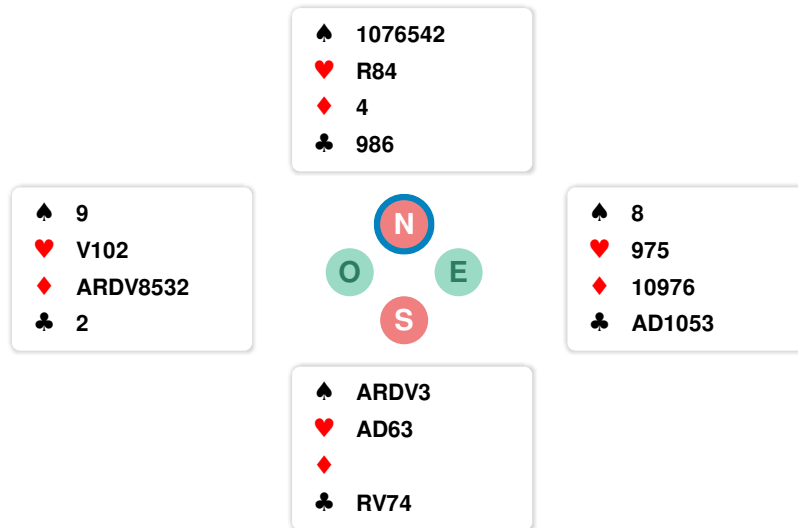 ♠ 1076542
♥ R84
♦ 4
♣ 986
♠ 9
♥ V102
♦ ARDV8532
♣ 2
N
O E
S
♠ 8
♥ 975
♦ 10976
♣ AD1053
♠ ARDV3
♥ AD63
♦
♣ RV74